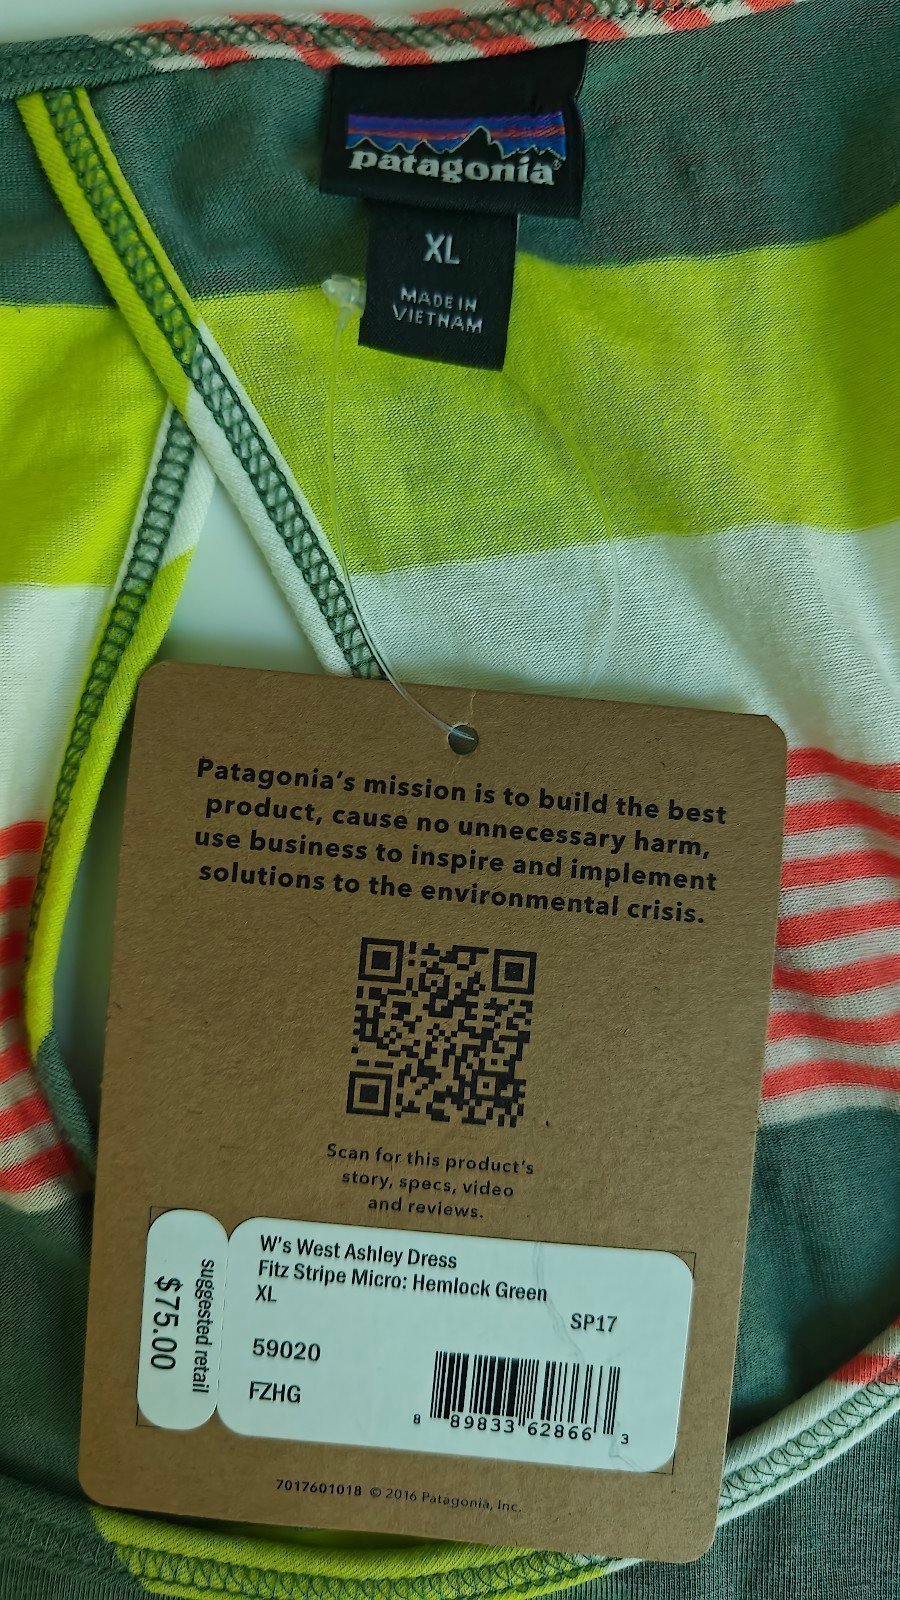 patagonia®
XL
MADE IN
VIETNAM
Patagonia's mission is to build the best
product, cause no unnecessary harm,
use business to inspire and implement
solutions to the environmental crisis.
Scan for this product's
story, specs, video
and reviews.
suggested retail
$75.00
W's West Ashley Dress
Fitz Stripe Micro: Hemlock Green
XL
SP17
59020
FZHG
8 89833 62866 3
7017601018 © 2016 Patagonia, Inc.